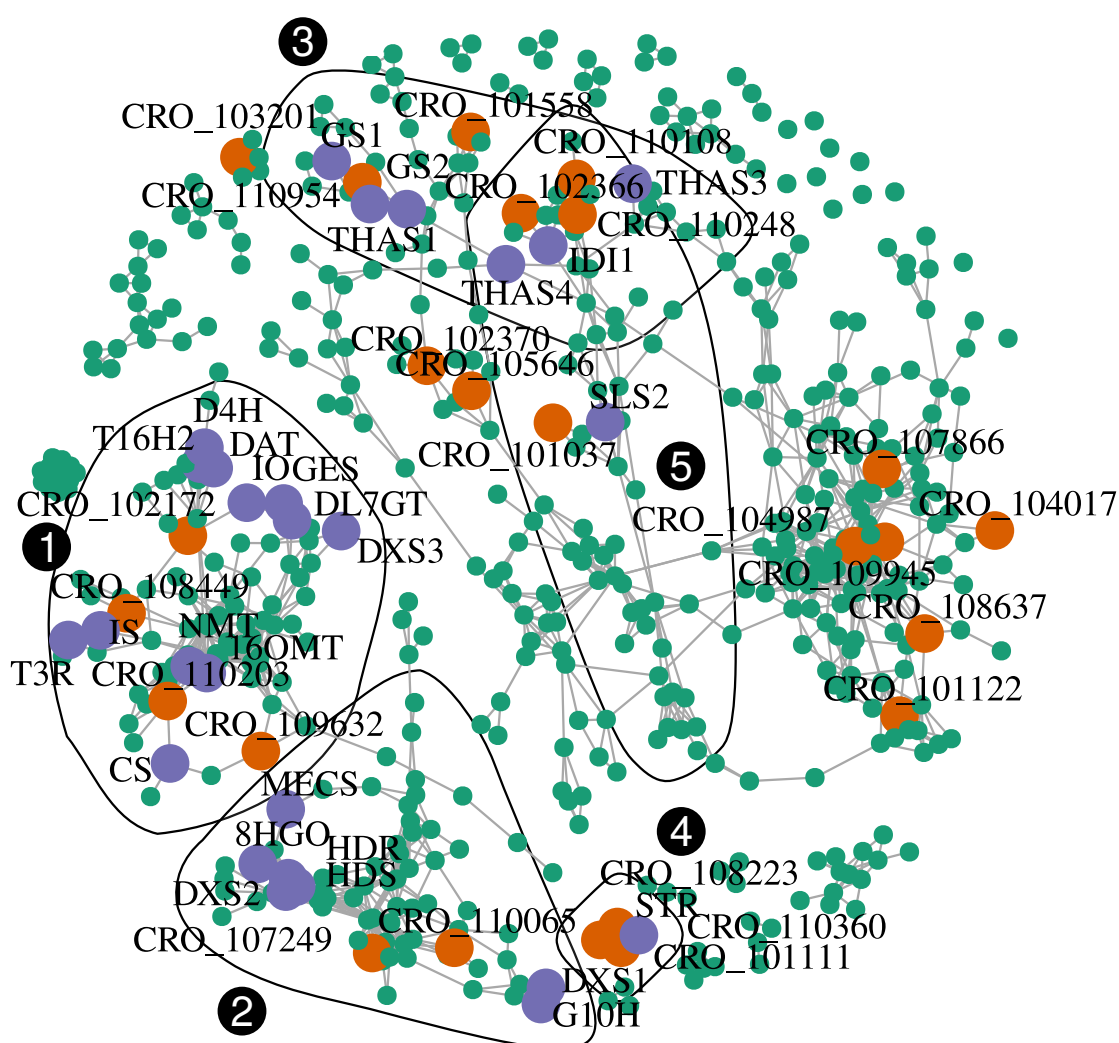 3
CRO_103201
CRO_101558
GS1
CRO_110108
GS2
CRO_110954
CRO_102366
THAS3
THAS1
CRO_110248
IDI1
THAS4
CRO_102370
CRO_105646
SLS2
D4H
T16H2
DAT
CRO_107866
IOGES
CRO_101037
5
CRO_102172
DL7GT
CRO_104987
CRO_104017
1
DXS3
CRO_108449
CRO_109945
CRO_108637
IS
NMT
16OMT
T3R
CRO_110203
CRO_101122
CRO_109632
CS
MECS
8HGO
4
HDR
HDS
CRO_108223
DXS2
STR
CRO_110065
CRO_110360
CRO_107249
CRO_101111
DXS1
2
G10H